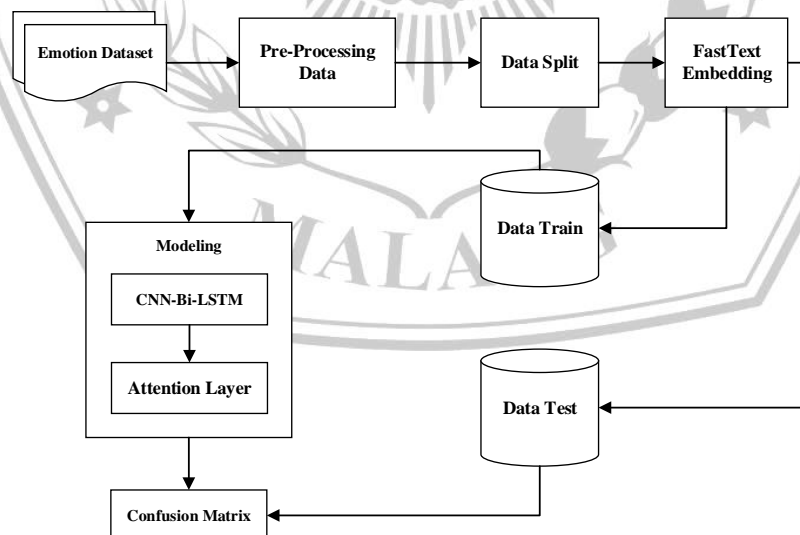 Emotion Dataset
Pre-Processing
Data
Data Split
FastText
Embedding
Data Train
Modeling
CNN-Bi-LSTM
Attention Layer
Data Test
Confusion Matrix